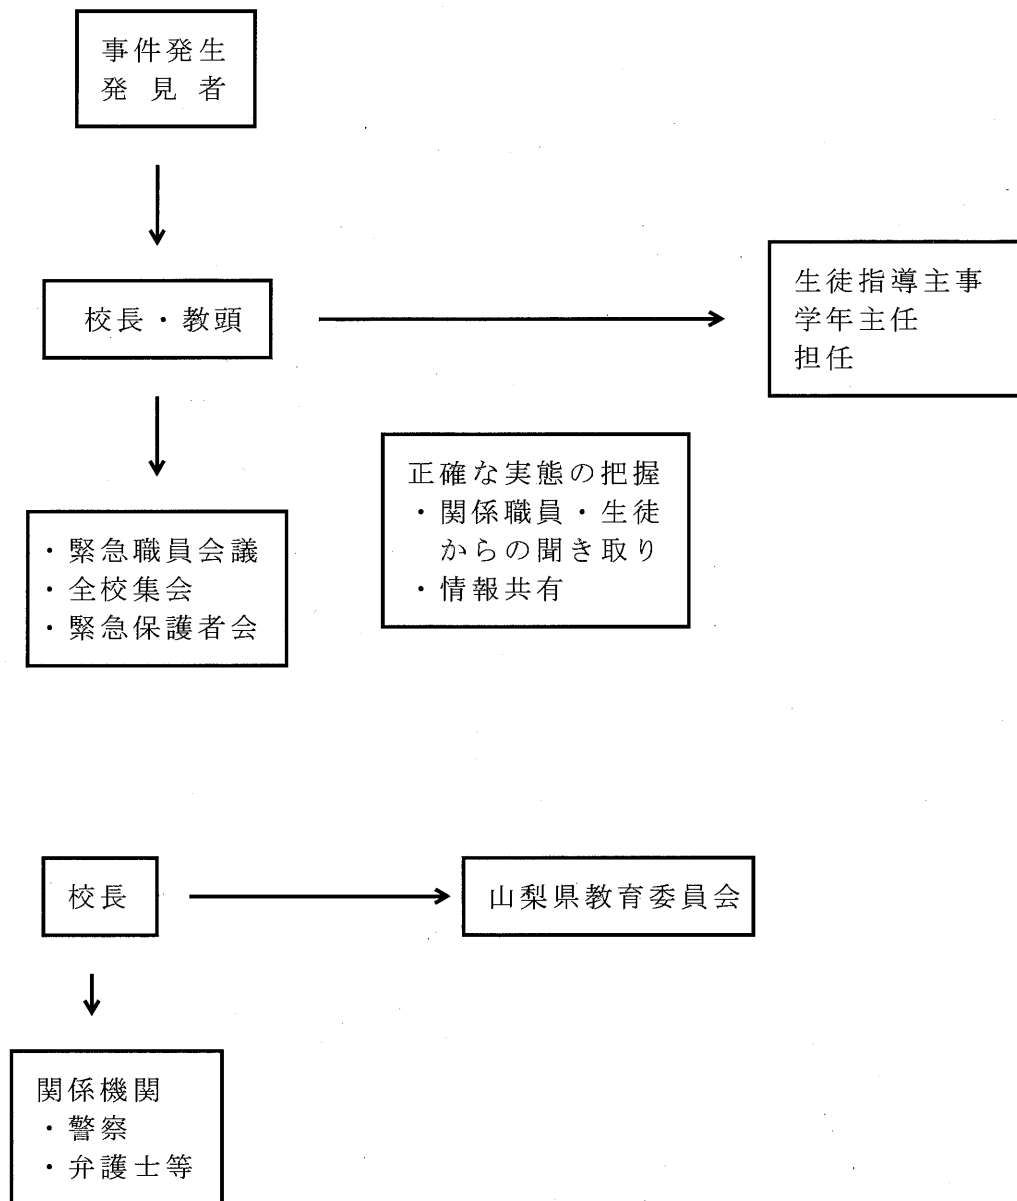 事件発生
発見者
校長・教頭
生徒指導主事
学年主任
担任
正確な実態の把握
・関係職員・生徒
からの聞き取り
・情報共有
・緊急職員会議
・全校集会
・緊急保護者会
校長
山梨県教育委員会
関係機関
・警察
・弁護士等